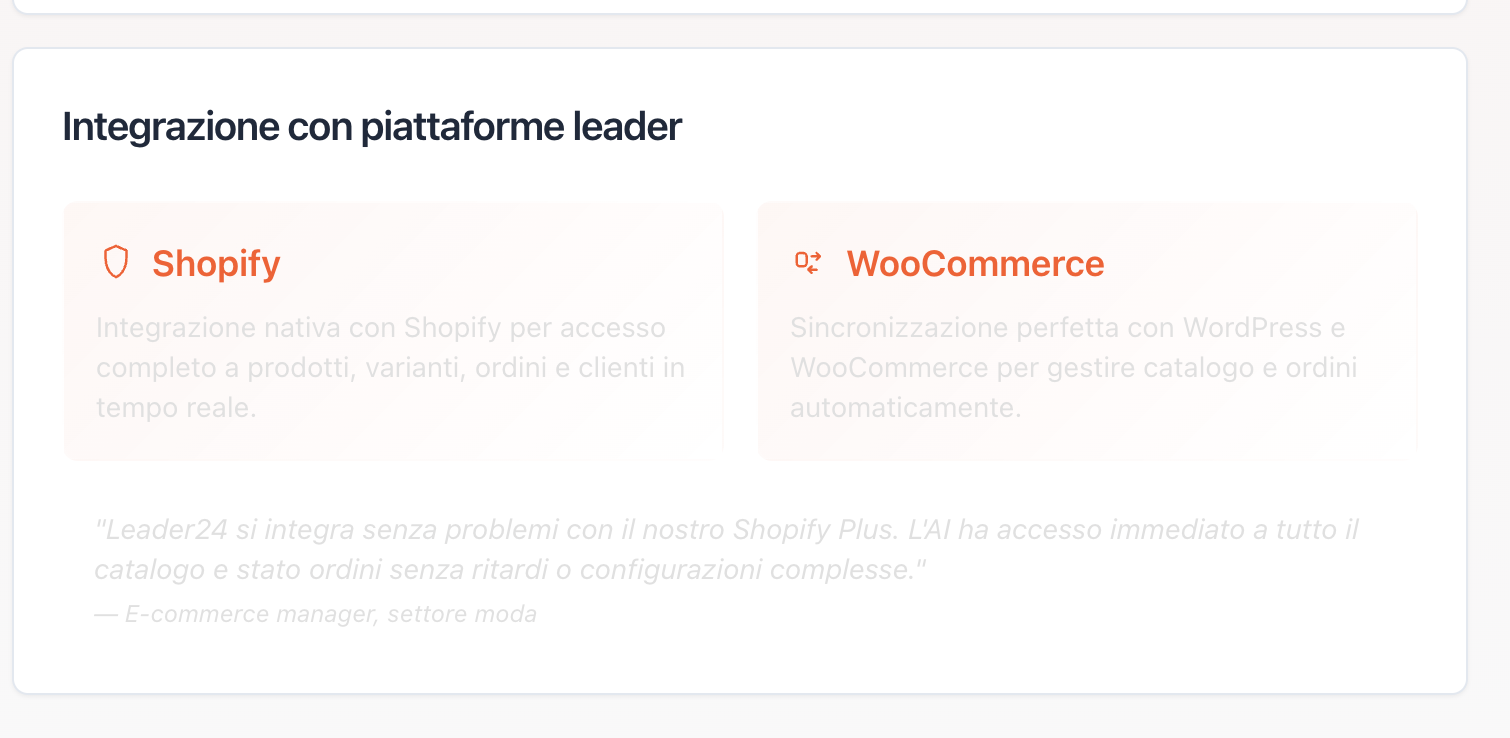 Integrazione con piattaforme leader
Shopify
Integrazione nativa con Shopify per accesso
completo a prodotti, varianti, ordini e clienti in
tempo reale.
WooCommerce
Sincronizzazione perfetta con WordPress e
WooCommerce per gestire catalogo e ordini
automaticamente.
"Leader24 si integra senza problemi con il nostro Shopify Plus. L'AI ha accesso immediato a tutto il
catalogo e stato ordini senza ritardi o configurazioni complesse."
— E-commerce manager, settore moda